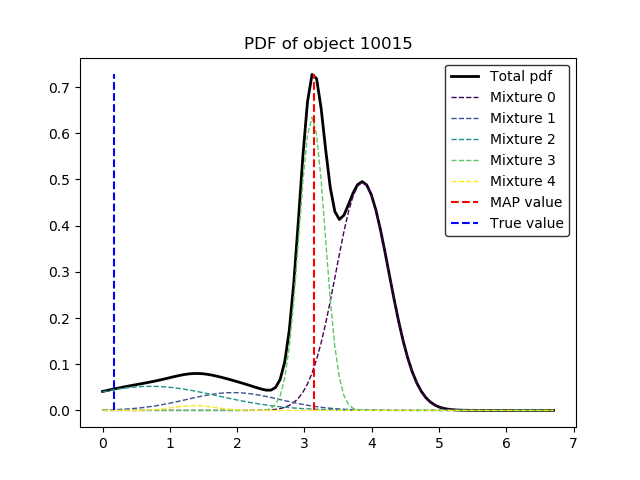 PDF of object 10015
Total pdf
Mixture 0
Mixture 1
Mixture 2
Mixture 3
Mixture 4
MAP value
True value
0.7
0.6
0.5
0.4
0.3
0.2
0.1
0.0
0 1 2 3 4 5 6 7